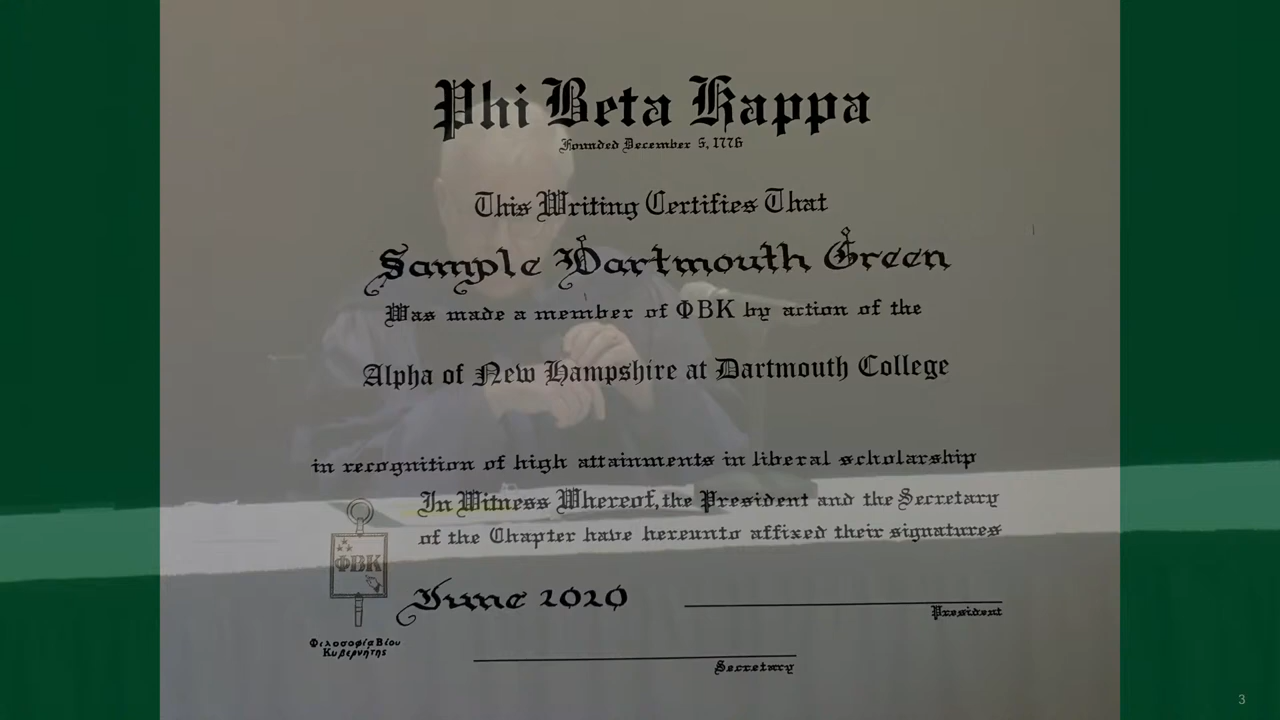 Phi Beta Kappa
Founded December 5, 1776
This Writing Certifies That
Sample Dartmouth Green
Was made a member of ΦΒΚ by action of the
Alpha of New Hampshire at Dartmouth College
in recognition of high attainments in liberal scholarship
In Witness Whereof, the President and the Secretary
of the Chapter have hereunto affixed their signatures
ΦΒΚ
June 2020
President
Φιλοσοφία Βίου
Κυβερνήτης
Secretary
3